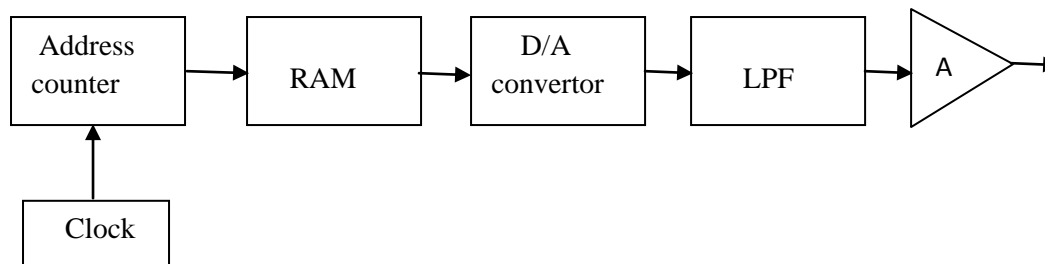 Address
counter
RAM
D/A
convertor
LPF
A
Clock